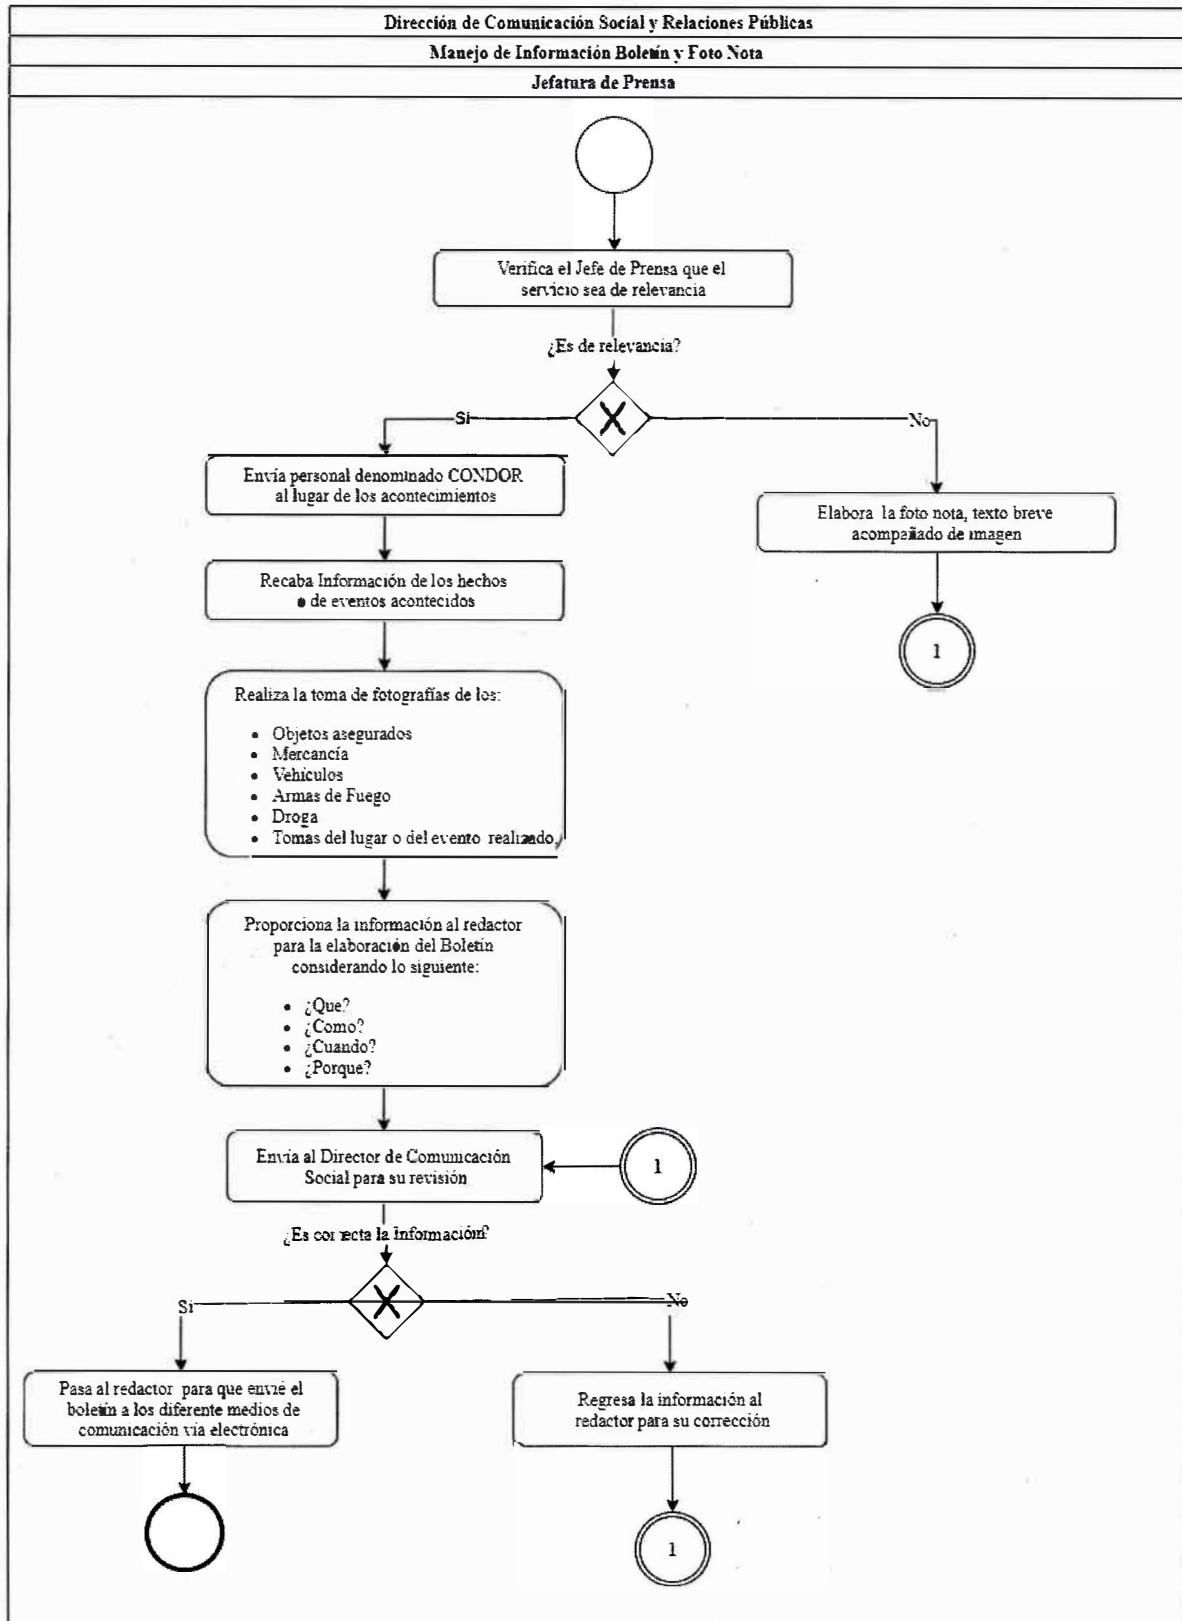 Dirección de Comunicación Social y Relaciones Públicas
Manejo de Información Boletín y Foto Nota
Jefatura de Prensa
Verifica el Jefe de Prensa que el
servicio sea de relevancia
¿Es de relevancia?
Si
No
Envía personal denominado CONDOR
al lugar de los acontecimientos
Elabora la foto nota, texto breve
acompañado de imagen
Recaba Información de los hechos
o de eventos acontecidos
1
Realiza la toma de fotografías de los:
• Objetos asegurados
• Mercancía
• Vehículos
• Armas de Fuego
• Droga
• Tomas del lugar o del evento realizado.
Proporciona la información al redactor
para la elaboración del Boletín
considerando lo siguiente:
• ¿Que?
• ¿Como?
• ¿Cuando?
• ¿Porque?
Envía al Director de Comunicación
Social para su revisión
1
¿Es correcta la Información?
Si
No
Pasa al redactor para que envié el
boletín a los diferente medios de
comunicación vía electrónica
Regresa la información al
redactor para su corrección
1